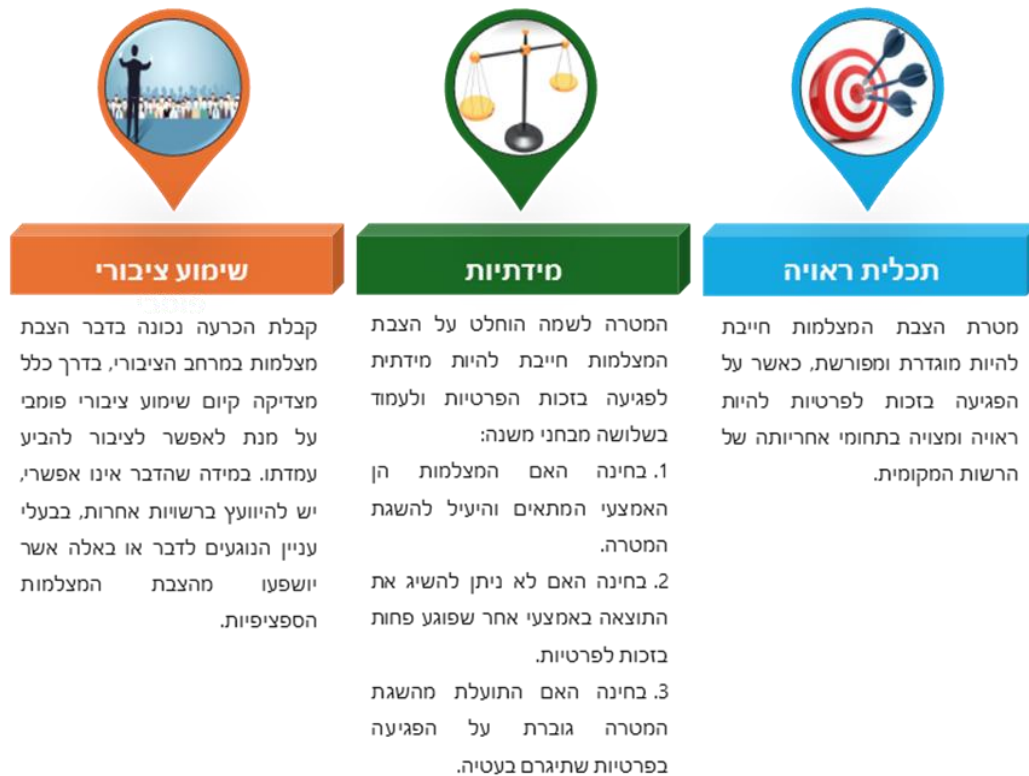 תכלית ראויה
מטרת הצבת המצלמות חייבת
להיות מוגדרת ומפורשת, כאשר על
הפגיעה בזכות לפרטיות להיות
ראויה ומצויה בתחומי אחריותה של
הרשות המקומית.
מידתיות
המטרה לשמה הוחלט על הצבת
המצלמות חייבת להיות מידתית
לפגיעה בזכות הפרטיות ולעמוד
בשלושה מבחני משנה:
1. בחינה האם המצלמות הן
האמצעי המתאים והיעיל להשגת
המטרה.
2. בחינה האם לא ניתן להשיג את
התוצאה באמצעי אחר שפוגע פחות
בזכות לפרטיות.
3. בחינה האם התועלת מהשגת
המטרה גוברת על הפגיעה
בפרטיות שתיגרם בעטיה.
שימוע ציבורי
קבלת הכרעה נכונה בדבר הצבת
מצלמות במרחב הציבורי, בדרך כלל
מצדיקה קיום שימוע ציבורי פומבי
על מנת לאפשר לציבור להביע
עמדתו. במידה שהדבר אינו אפשרי,
יש להיוועץ ברשויות אחרות, בבעלי
עניין הנוגעים לדבר או באלה אשר
יושפעו מהצבת המצלמות
הספציפיות.